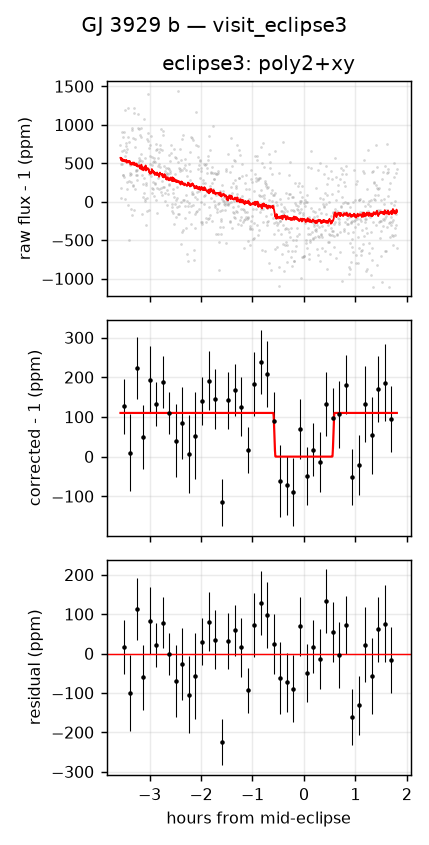 GJ 3929 b — visit_eclipse3
eclipse3: poly2+xy
1500
1000
500
0
−500
−1000
raw flux - 1 (ppm)
300
200
100
0
−100
corrected - 1 (ppm)
200
100
0
−100
−200
−300
residual (ppm)
−3 −2 −1 0 1 2
hours from mid-eclipse